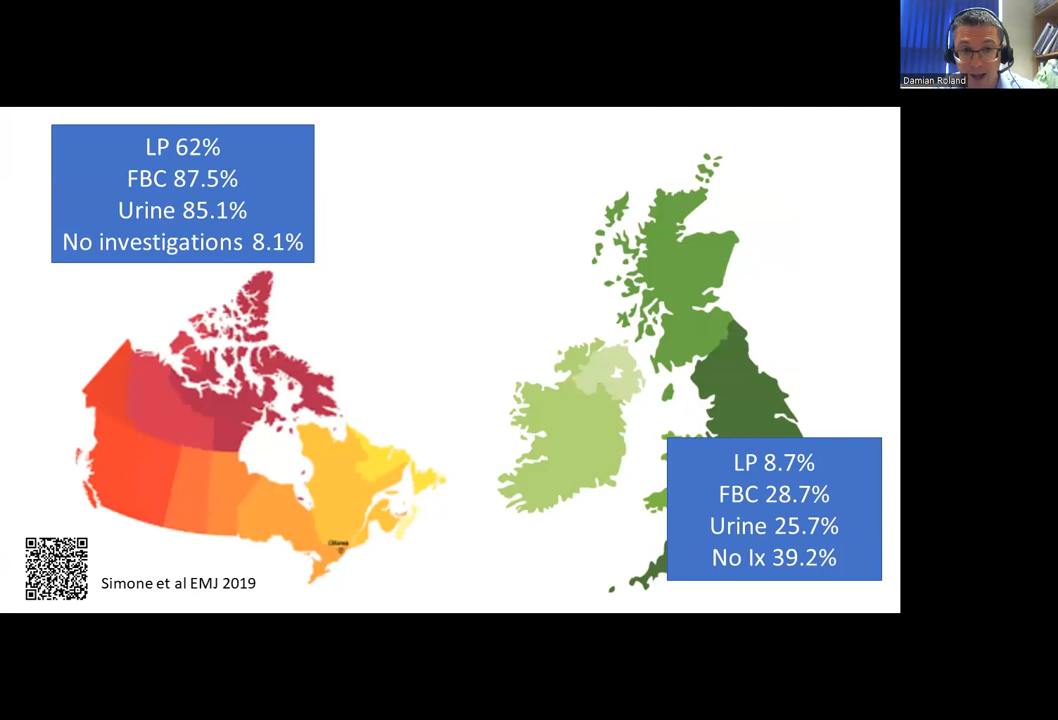 Damian Roland
LP 62%
FBC 87.5%
Urine 85.1%
No investigations 8.1%
LP 8.7%
FBC 28.7%
Urine 25.7%
No Ix 39.2%
Ottawa
Simone et al EMJ 2019